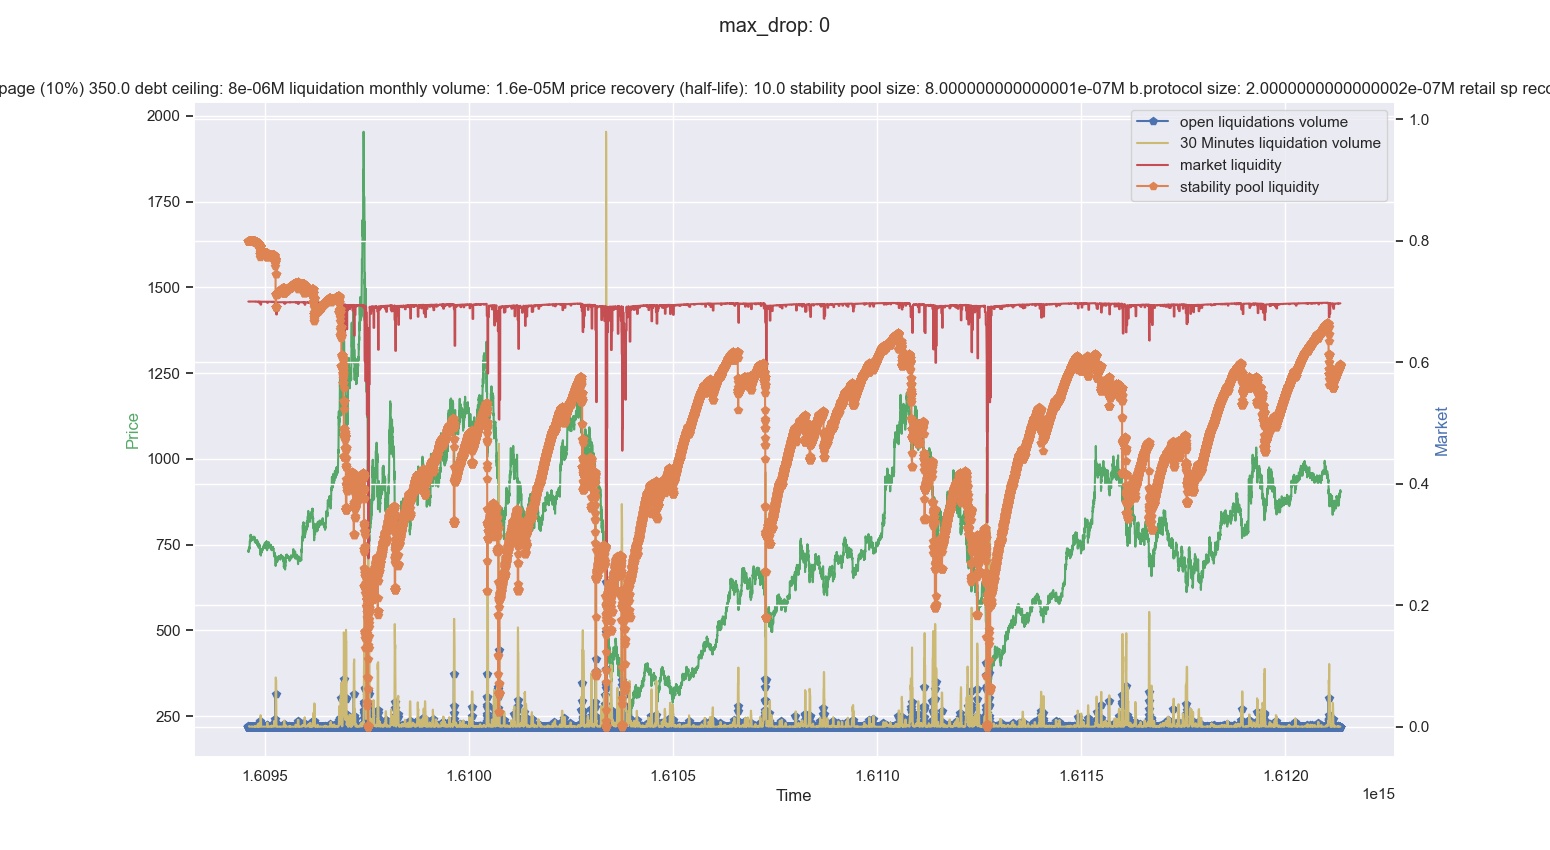 max_drop: 0
page (10%) 350.0 debt ceiling: 8e-06M liquidation monthly volume: 1.6e-05M price recovery (half-life): 10.0 stability pool size: 8.000000000000001e-07M b.protocol size: 2.0000000000000002e-07M retail sp reco
open liquidations volume
30 Minutes liquidation volume
market liquidity
stability pool liquidity
2000
1750
1500
1250
1000
750
500
250
Price
1.0
0.8
0.6
0.4
0.2
0.0
Market
1.6095 1.6100 1.6105 1.6110 1.6115 1.6120
1e15
Time